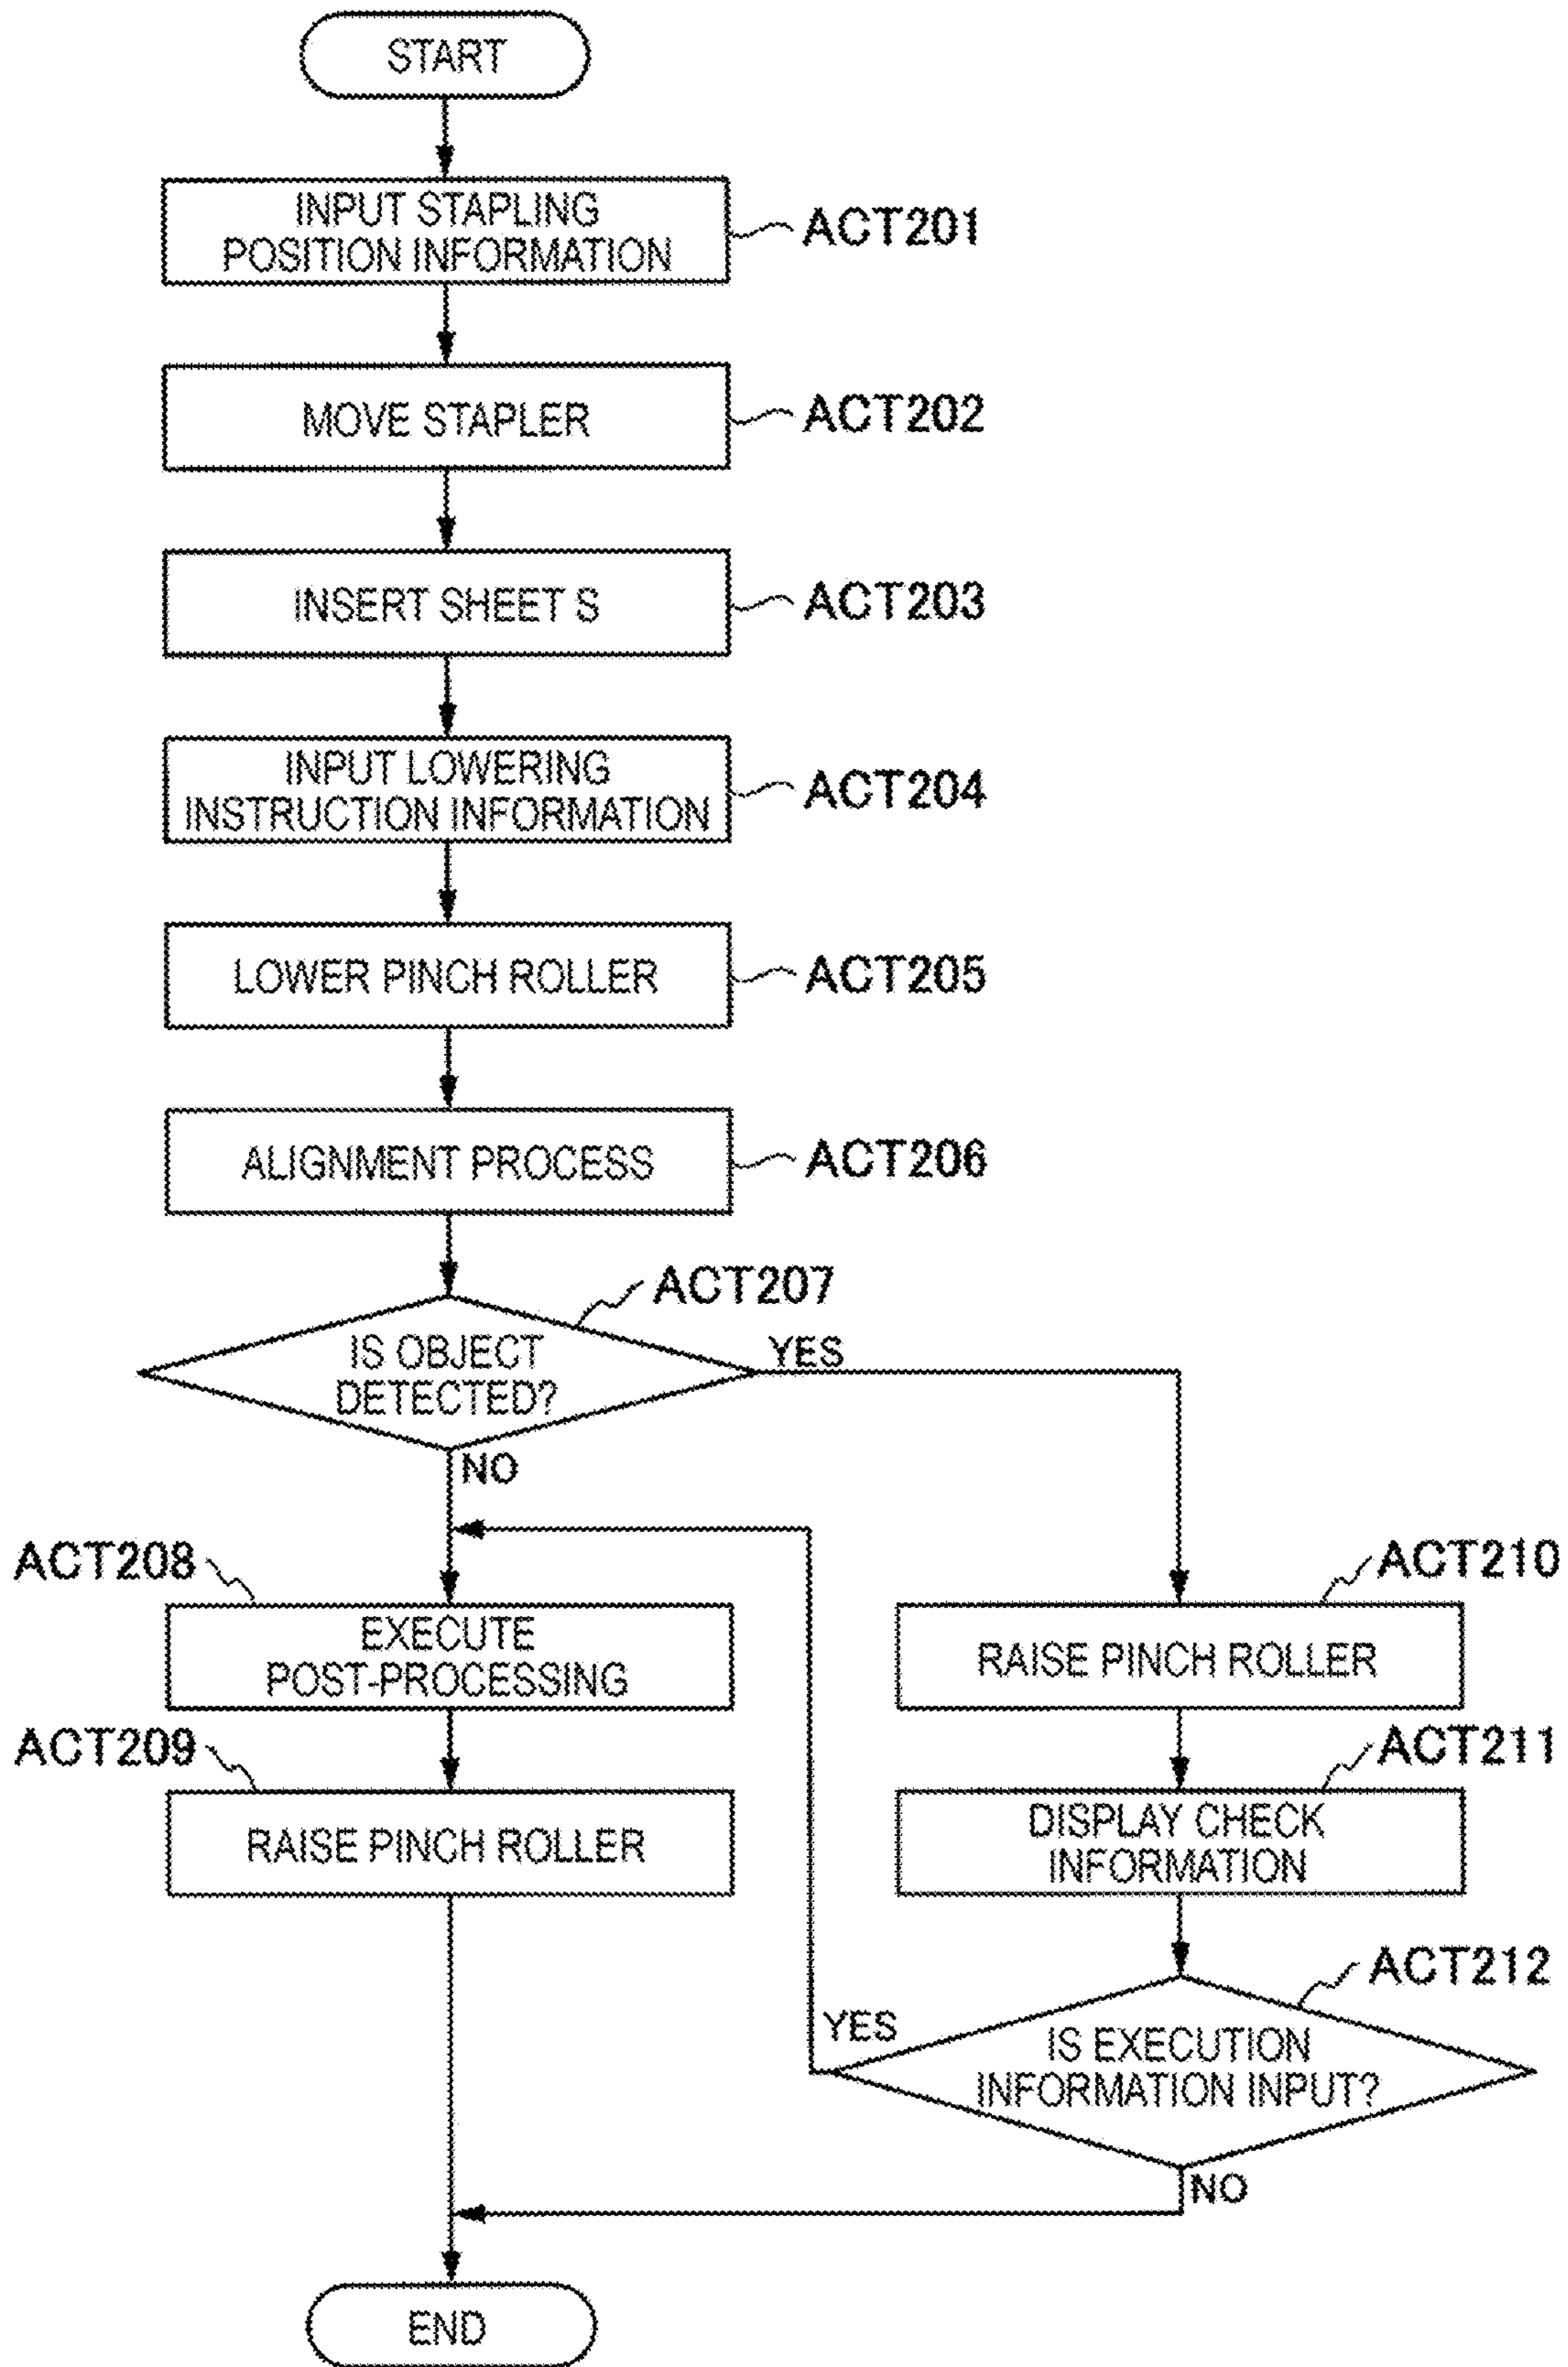 START
INPUT STAPLING
POSITION INFORMATION
ACT201
MOVE STAPLER
ACT202
INSERT SHEET S
ACT203
INPUT LOWERING
INSTRUCTION INFORMATION
ACT204
LOWER PINCH ROLLER
ACT205
ALIGNMENT PROCESS
ACT206
ACT207
IS OBJECT
DETECTED?
YES
NO
ACT208
EXECUTE
POST-PROCESSING
ACT209
RAISE PINCH ROLLER
ACT210
RAISE PINCH ROLLER
ACT211
DISPLAY CHECK
INFORMATION
ACT212
YES
IS EXECUTION
INFORMATION INPUT?
NO
END